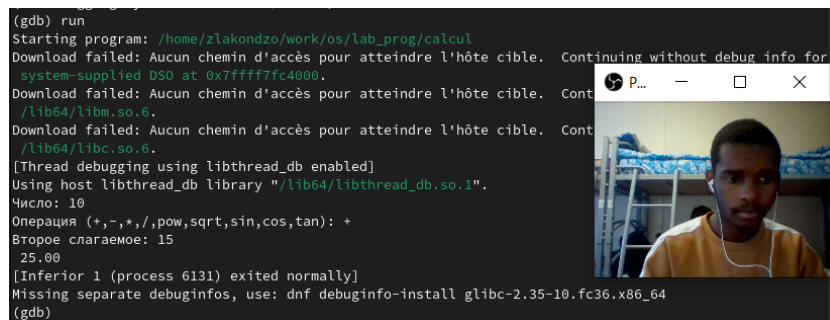 (gdb) run
Starting program: /home/zlakondzo/work/os/lab_prog/calcul
Download failed: Aucun chemin d'accès pour atteindre l'hôte cible.  Continuing without debug info for
 system-supplied DSO at 0x7ffff7fc4000.
P...
Download failed: Aucun chemin d'accès pour atteindre l'hôte cible.  Cont
 /lib64/libm.so.6.
Download failed: Aucun chemin d'accès pour atteindre l'hôte cible.  Cont
 /lib64/libc.so.6.
[Thread debugging using libthread_db enabled]
Using host libthread_db library "/lib64/libthread_db.so.1".
Число: 10
Операция (+,-,*,/,pow,sqrt,sin,cos,tan): +
Второе слагаемое: 15
 25.00
[Inferior 1 (process 6131) exited normally]
Missing separate debuginfos, use: dnf debuginfo-install glibc-2.35-10.fc36.x86_64
(gdb)